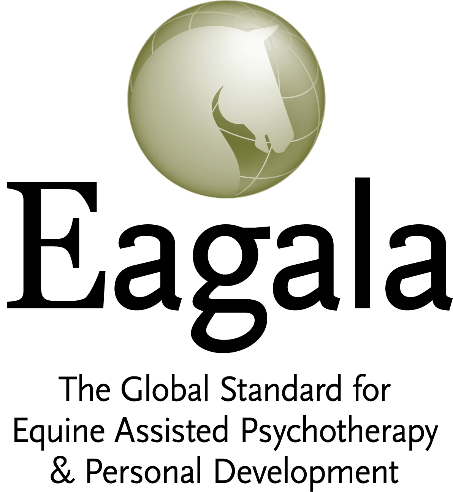 Eagala
The Global Standard for
Equine Assisted Psychotherapy
& Personal Development